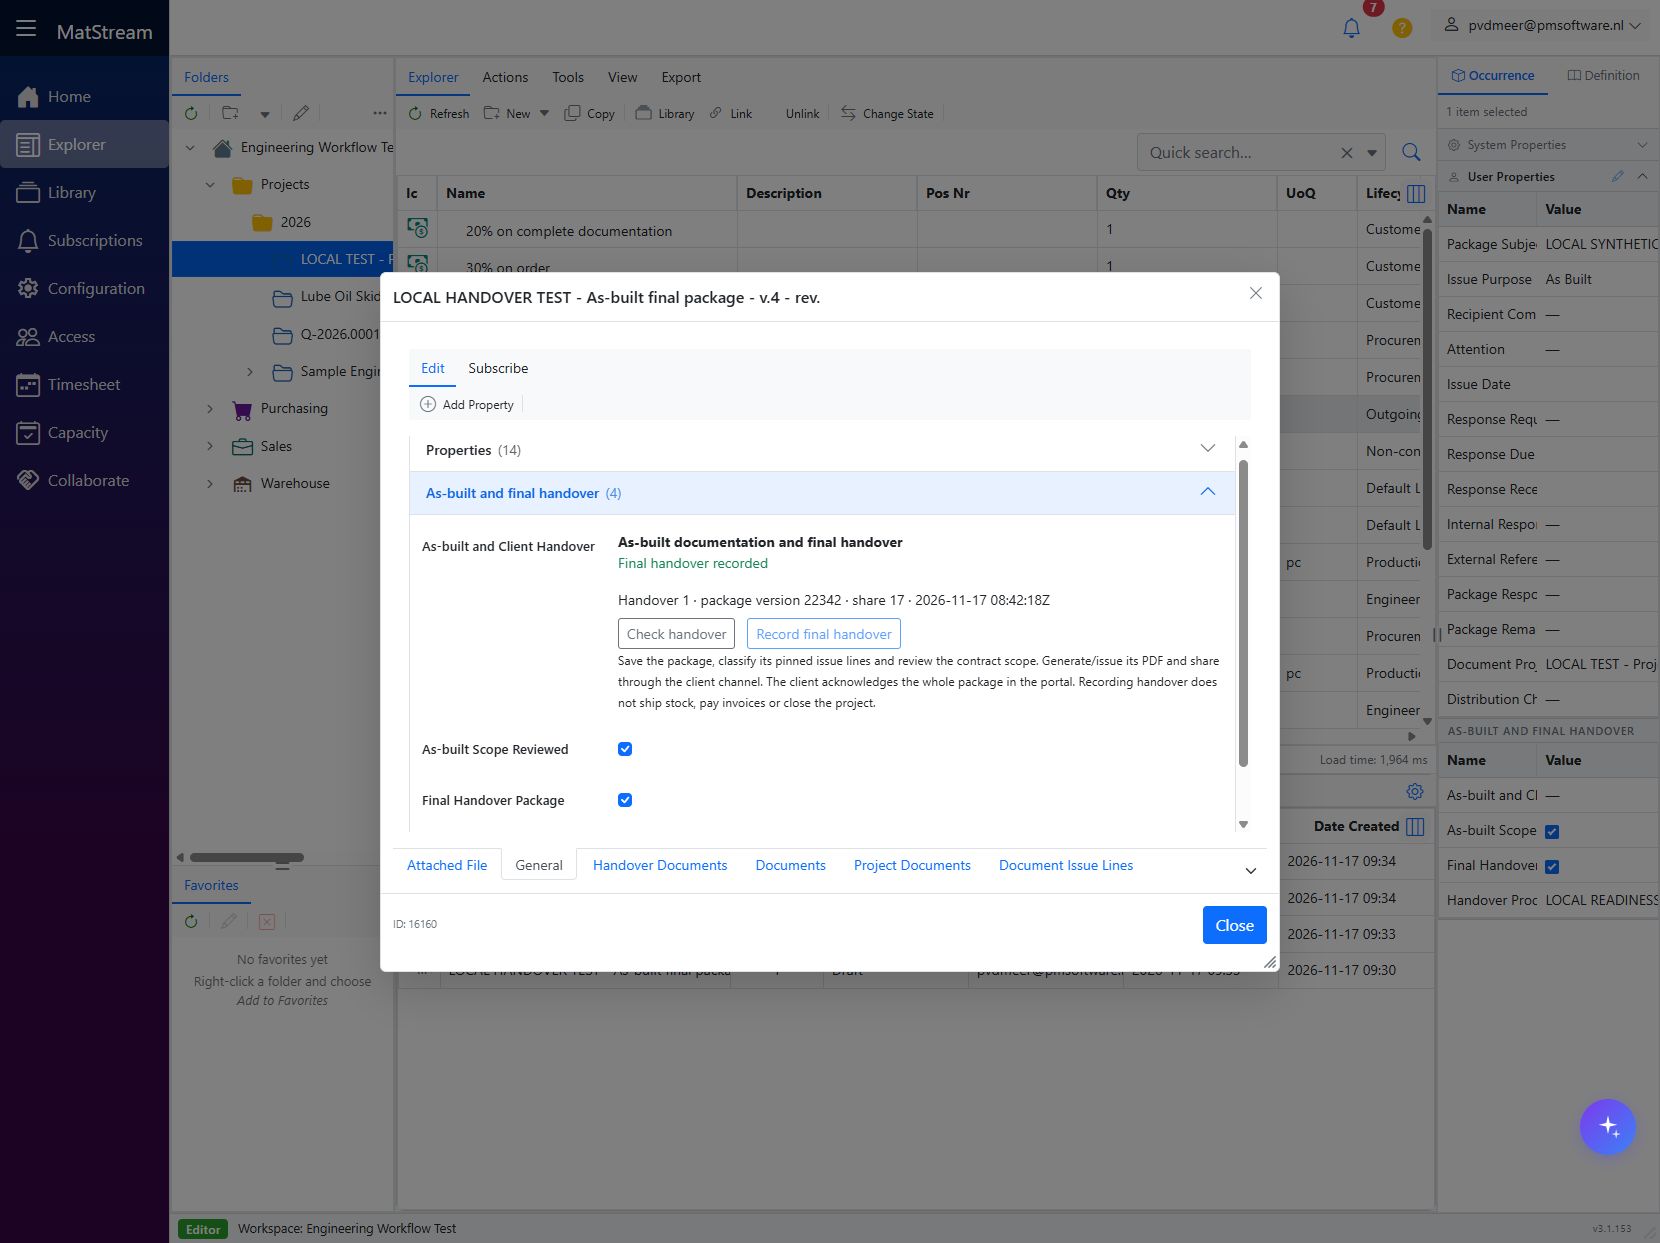 MatStream
7
?
pvdmeer@pmsoftware.nl
Home
Explorer
Library
Subscriptions
Configuration
Access
Timesheet
Capacity
Collaborate
Folders
Engineering Workflow Te
Projects
2026
LOCAL TEST - P
Lube Oil Skid
Q-2026.0001
Sample Engi
Purchasing
Sales
Warehouse
Favorites
No favorites yet
Right-click a folder and choose
Add to Favorites
Explorer Actions Tools View Export
Refresh New Copy Library Link Unlink Change State
Quick search...
Ic Name Description Pos Nr Qty UoQ Lifecy
20% on complete documentation 1 Custome
30% on order 1 Custome
Custome
Procurem
Procurem
Outgoing
Non-con
Default L
Default L
pc Producti
Engineer
Procurem
pc Producti
Engineer
Load time: 1,964 ms
Date Created
2026-11-17 09:34
2026-11-17 09:34
2026-11-17 09:33
2026-11-17 09:30
LOCAL HANDOVER TEST - As-built final package - v.4 - rev.
Edit Subscribe
Add Property
Properties (14)
As-built and final handover (4)
As-built and Client Handover
As-built documentation and final handover
Final handover recorded
Handover 1 · package version 22342 · share 17 · 2026-11-17 08:42:18Z
Check handover Record final handover
Save the package, classify its pinned issue lines and review the contract scope. Generate/issue its PDF and share
through the client channel. The client acknowledges the whole package in the portal. Recording handover does
not ship stock, pay invoices or close the project.
As-built Scope Reviewed
Final Handover Package
Attached File General Handover Documents Documents Project Documents Document Issue Lines
ID: 16160
Close
Occurrence Definition
1 item selected
System Properties
User Properties
Name Value
Package Subje LOCAL SYNTHETIC
Issue Purpose As Built
Recipient Com —
Attention —
Issue Date
Response Requ —
Response Due —
Response Rece
Internal Respo —
External Refere —
Package Respo —
Package Rema —
Document Proj LOCAL TEST - Proj
Distribution Ch —
AS-BUILT AND FINAL HANDOVER
Name Value
As-built and Cl —
As-built Scope
Final Handover
Handover Proc LOCAL READINESS
Editor Workspace: Engineering Workflow Test
v3.1.153